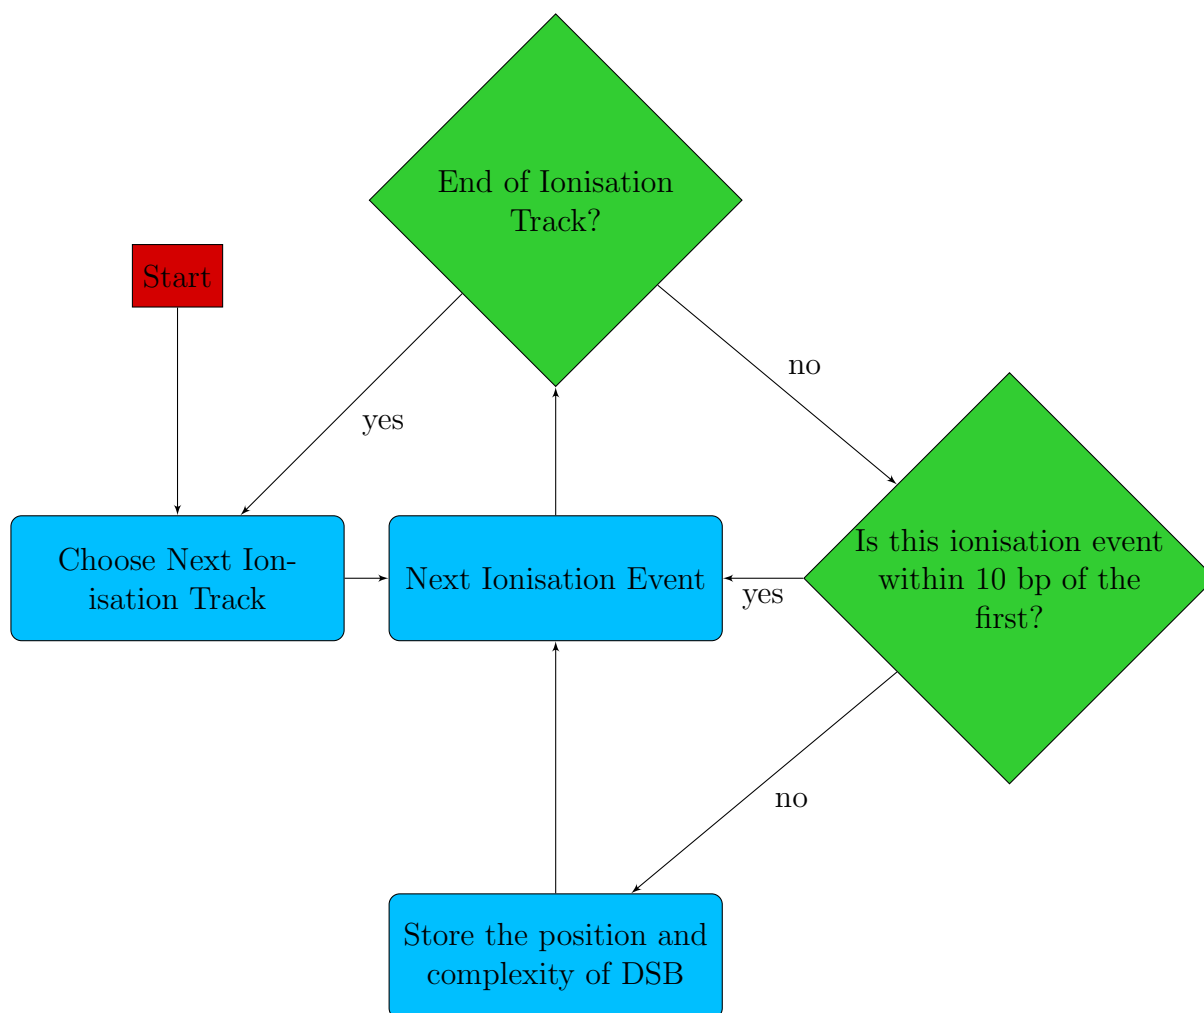 End of Ionisation
Track?
Start
no
yes
Choose Next Ion-
isation Track
Next Ionisation Event
yes
Is this ionisation event
within 10 bp of the
first?
no
Store the position and
complexity of DSB